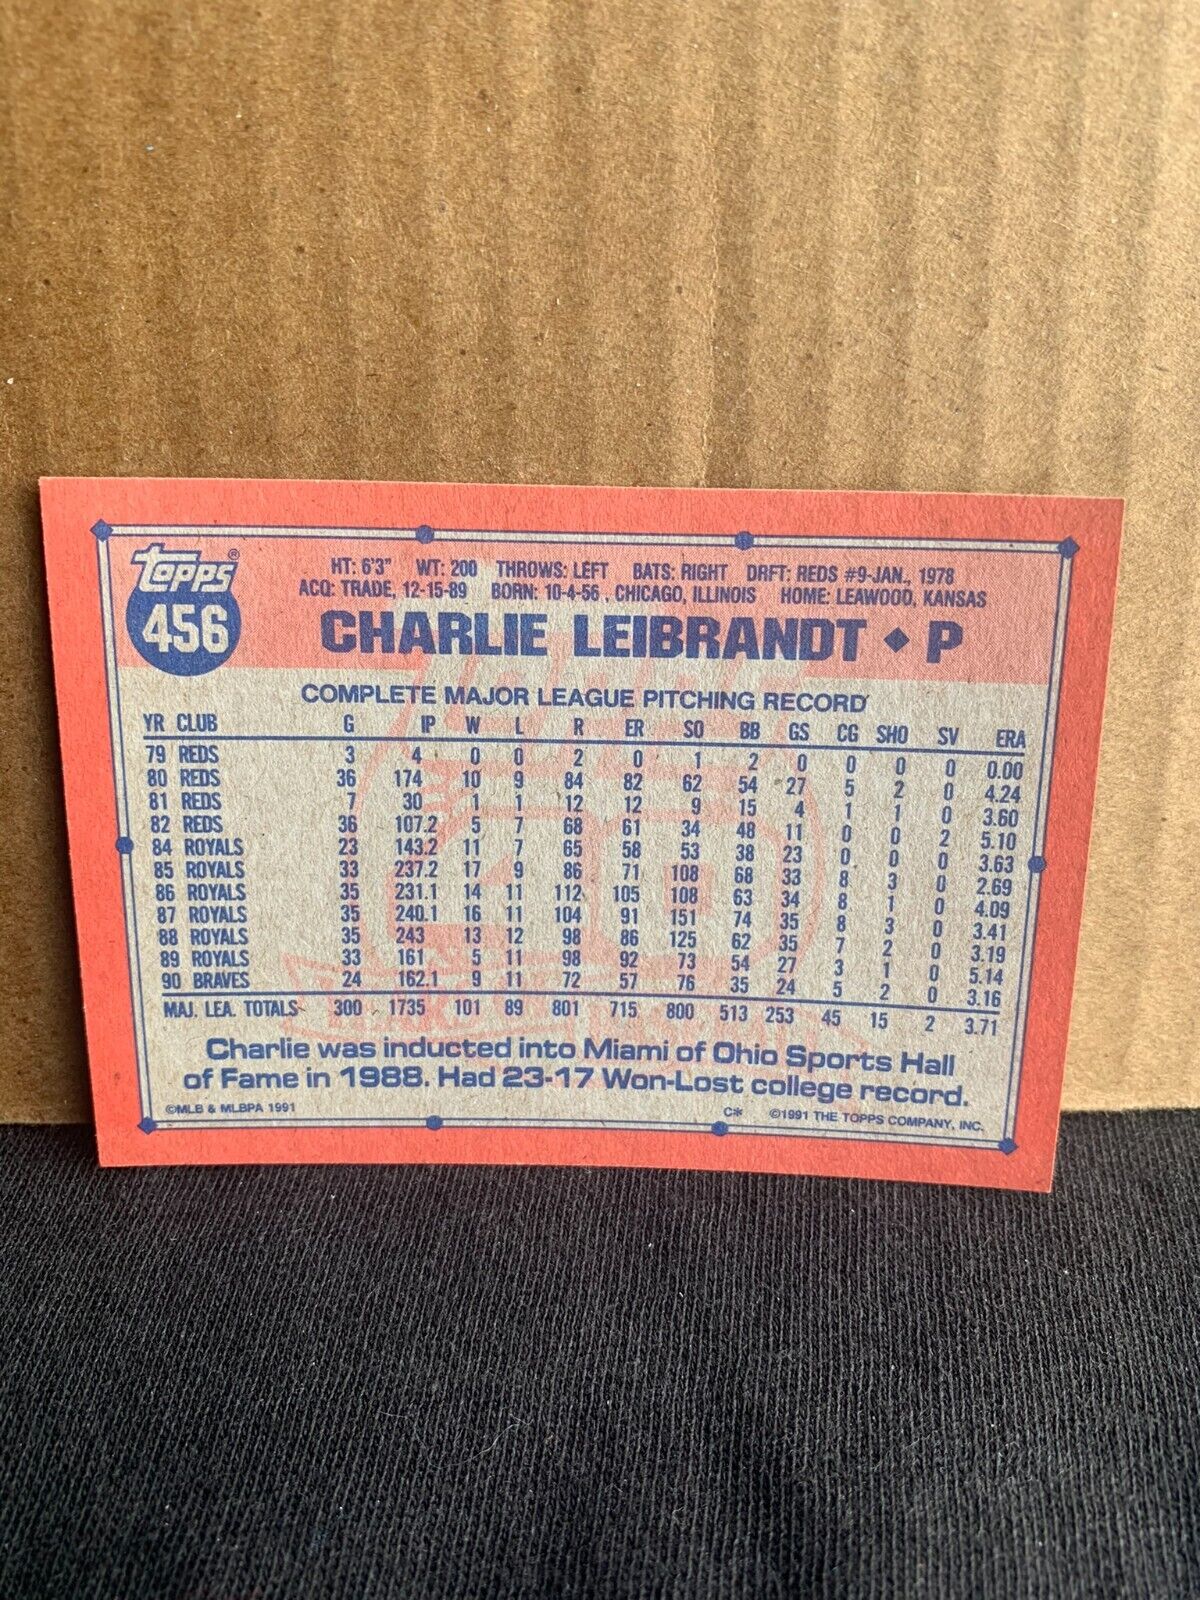 topps®
456
HT: 6'3" WT: 200 THROWS: LEFT BATS: RIGHT DRFT: REDS #9-JAN., 1978
ACQ: TRADE, 12-15-89 BORN: 10-4-56 , CHICAGO, ILLINOIS HOME: LEAWOOD, KANSAS
CHARLIE LEIBRANDT ♦ P
COMPLETE MAJOR LEAGUE PITCHING RECORD
YR CLUB G IP W L R ER SO BB GS CG SHO SV ERA
79 REDS 3 4 0 0 2 0 1 2 0 0 0 0 0.00
80 REDS 36 174 10 9 84 82 62 54 27 5 2 0 4.24
81 REDS 7 30 1 1 12 12 9 15 4 1 1 0 3.60
82 REDS 36 107.2 5 7 68 61 34 48 11 0 0 2 5.10
84 ROYALS 23 143.2 11 7 65 58 53 38 23 0 0 0 3.63
85 ROYALS 33 237.2 17 9 86 71 108 68 33 8 3 0 2.69
86 ROYALS 35 231.1 14 11 112 105 108 63 34 8 1 0 4.09
87 ROYALS 35 240.1 16 11 104 91 151 74 35 8 3 0 3.41
88 ROYALS 35 243 13 12 98 86 125 62 35 7 2 0 3.19
89 ROYALS 33 161 5 11 98 92 73 54 27 3 1 0 5.14
90 BRAVES 24 162.1 9 11 72 57 76 35 24 5 2 0 3.16
MAJ. LEA. TOTALS 300 1735 101 89 801 715 800 513 253 45 15 2 3.71
Charlie was inducted into Miami of Ohio Sports Hall
of Fame in 1988. Had 23-17 Won-Lost college record.
©MLB & MLBPA 1991 C* ©1991 THE TOPPS COMPANY, INC.